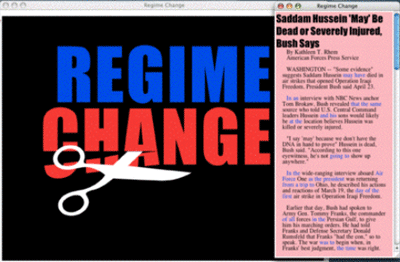 Regime Change
REGIME
CHANGE
Regime Change
Saddam Hussein 'May' Be
Dead or Severely Injured,
Bush Says
By Kathleen T. Rhem
American Forces Press Service
WASHINGTON -- "Some evidence"
suggests Saddam Hussein may have died in
air strikes that opened Operation Iraqi
Freedom, President Bush said April 23.
In an interview with NBC News anchor
Tom Brokaw, Bush revealed that the same
source who told U.S. Central Command
leaders Hussein and his sons would likely
be at the location believes Hussein was
killed or severely injured.
"I say 'may' because we don't have the
DNA in hand to prove" Hussein is dead,
Bush said. "According to this one
eyewitness, he's not going to show up
anywhere."
In the wide-ranging interview aboard Air
Force One as the president was returning
from a trip to Ohio, he described his actions
and reactions of March 19, the day of the
first air strike in Operation Iraqi Freedom.
Earlier that day, Bush had spoken to
Army Gen. Tommy Franks, the commander
of all forces in the Persian Gulf, to give
him his marching orders. He had told
Franks and Defense Secretary Donald
Rumsfeld that Franks "had the con," so to
speak. The war was to begin when, in
Franks' best judgment, the time was right.